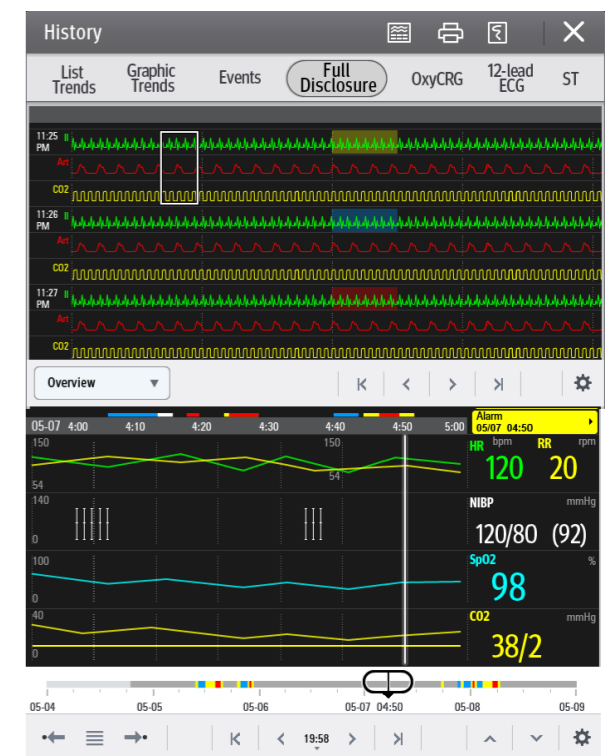 History
List Trends
Graphic Trends
Events
Full Disclosure
OxyCRG
12-lead ECG
ST
11:25 PM
II
Art
CO2
11:26 PM
II
Art
CO2
11:27 PM
II
Art
CO2
Overview
05-07 4:00 4:10 4:20 4:30 4:40 4:50 5:00
Alarm
05/07 04:50
150 150
54 54
HR bpm RR rpm
120 20
140
0
NIBP mmHg
120/80 (92)
100
0
SpO2 %
98
40
0
CO2 mmHg
38/2
05-04 05-05 05-06 05-07 04:50 05-08 05-09
19:58